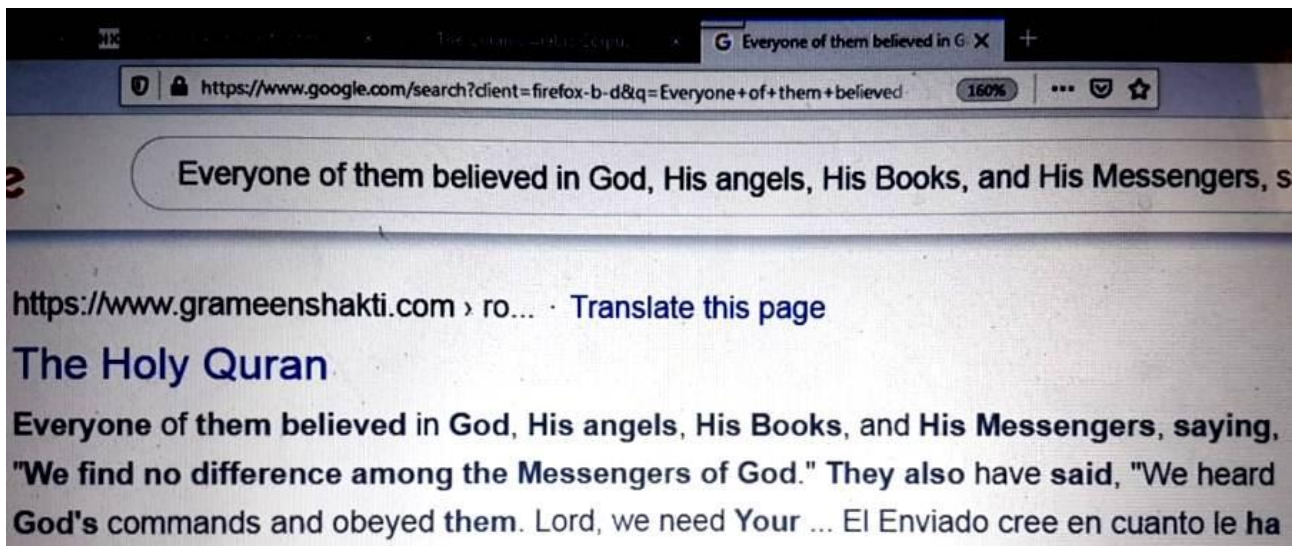 G Everyone of them believed in G X +
https://www.google.com/search?client=firefox-b-d&q=Everyone+of+them+believed 160% ...
e Everyone of them believed in God, His angels, His Books, and His Messengers, s
https://www.grameenshakti.com › ro... · Translate this page
The Holy Quran
Everyone of them believed in God, His angels, His Books, and His Messengers, saying,
"We find no difference among the Messengers of God." They also have said, "We heard
God's commands and obeyed them. Lord, we need Your ... El Enviado cree en cuanto le ha